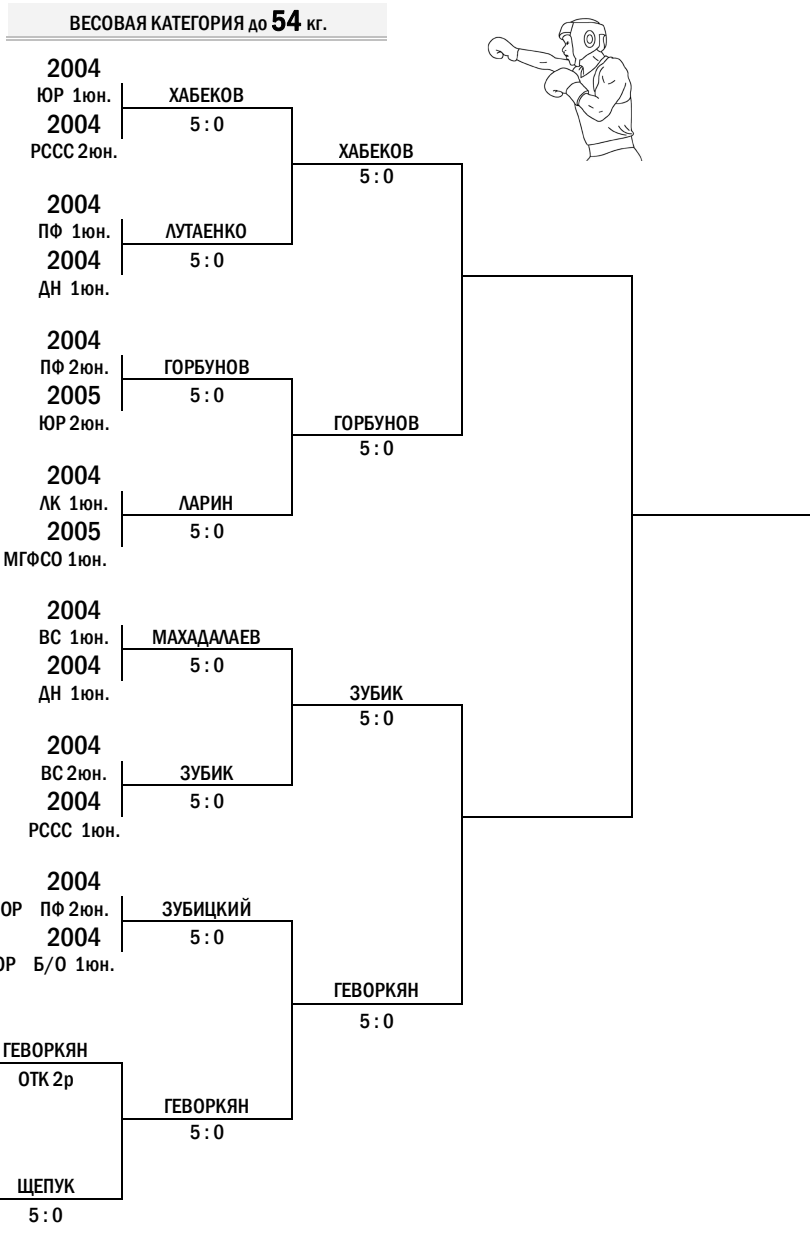 ВЕСОВАЯ КАТЕГОРИЯ до 54 кг.
2004
ЮР 1юн. ХАБЕКОВ
2004 5 : 0
РССС 2юн. ХАБЕКОВ
5 : 0
2004
ПФ 1юн. ЛУТАЕНКО
2004 5 : 0
ДН 1юн.
2004
ПФ 2юн. ГОРБУНОВ
2005 5 : 0
ЮР 2юн. ГОРБУНОВ
5 : 0
2004
ЛК 1юн. ЛАРИН
2005 5 : 0
МГФСО 1юн.
2004
ВС 1юн. МАХАДАЛАЕВ
2004 5 : 0
ДН 1юн. ЗУБИК
5 : 0
2004
ВС 2юн. ЗУБИК
2004 5 : 0
РССС 1юн.
2004
ОР ПФ 2юн. ЗУБИЦКИЙ
2004 5 : 0
ОР Б/О 1юн.
ГЕВОРКЯН
5 : 0
ГЕВОРКЯН
ОТК 2р
ГЕВОРКЯН
5 : 0
ЩЕПУК
5 : 0